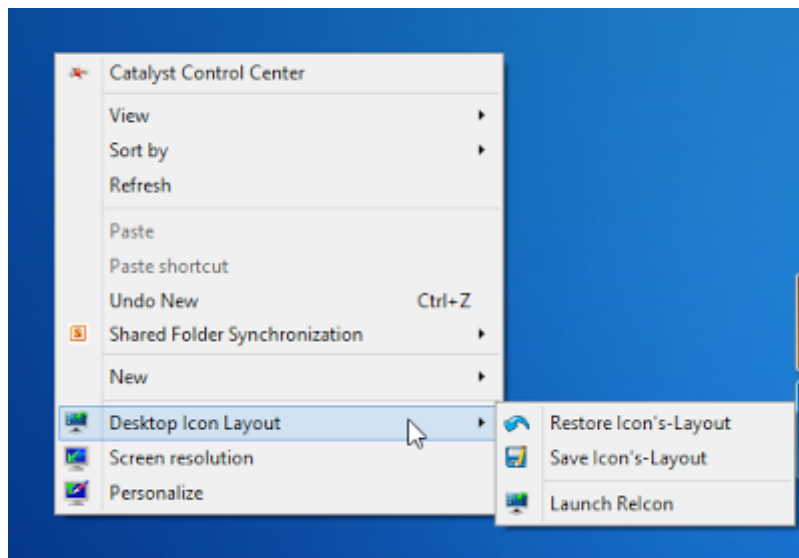 Catalyst Control Center
View
Sort by
Refresh
Paste
Paste shortcut
Undo New Ctrl+Z
S Shared Folder Synchronization
New
Desktop Icon Layout
Screen resolution
Personalize
Restore Icon's-Layout
Save Icon's-Layout
Launch ReIcon